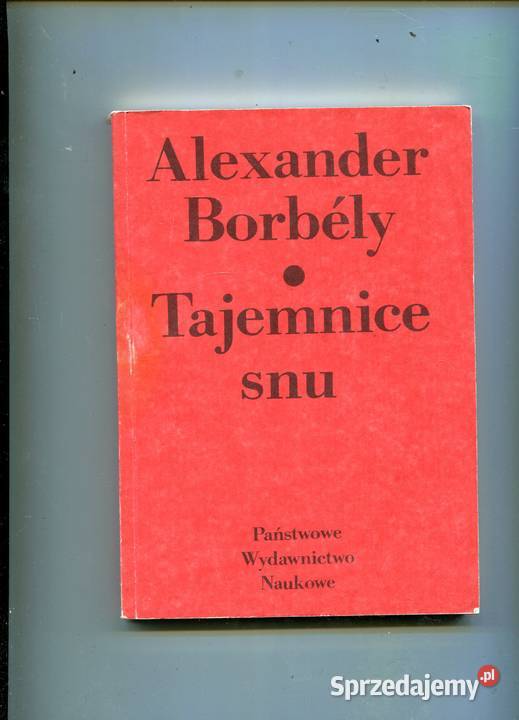 Alexander
Borbély
•
Tajemnice
snu
Państwowe
Wydawnictwo
Naukowe
Sprzedajemy.pl